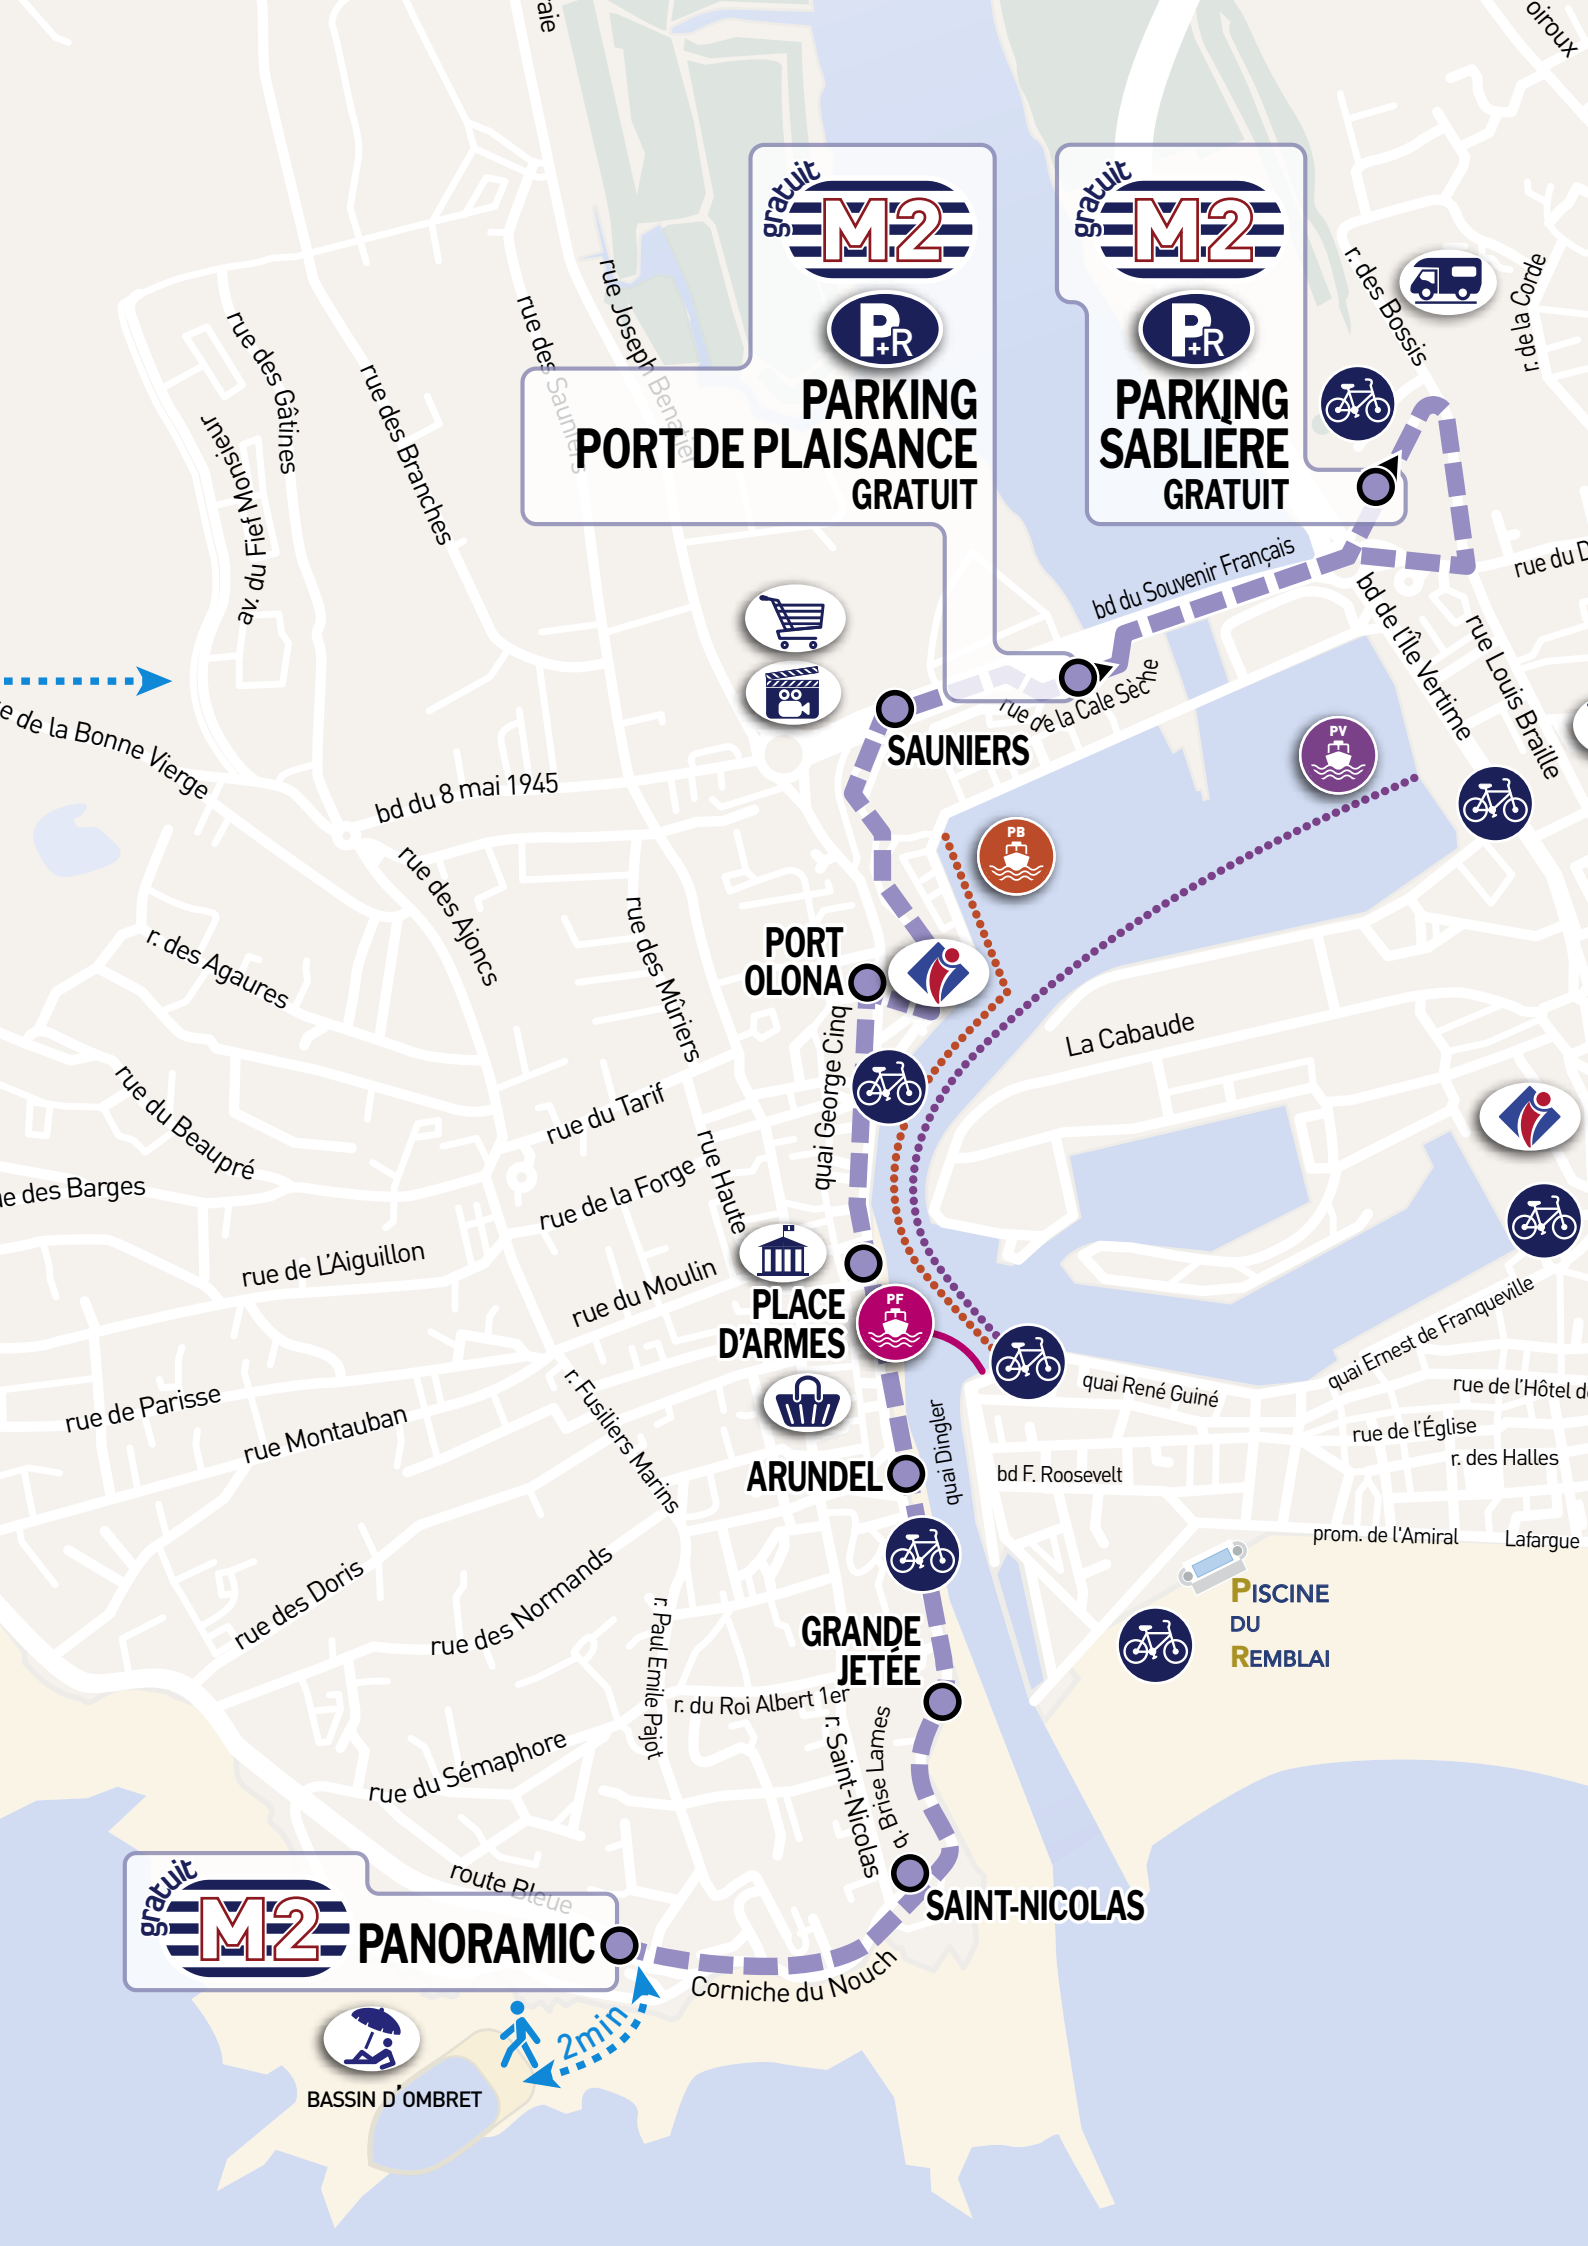 oiroux
raie
gratuit
M2
P+R
PARKING
PORT DE PLAISANCE
GRATUIT
gratuit
M2
P+R
PARKING
SABLIÈRE
GRATUIT
r. des Bossis
r. de la Corde
rue Joseph Benatier
rue des Sauniers
rue des Gâtines
rue des Branches
av. du Fief Monsieur
bd du Souvenir Français
rue du D
bd de l'Île Vertime
rue Louis Braille
rue de la Cale Sèche
SAUNIERS
e de la Bonne Vierge
bd du 8 mai 1945
PV
PB
rue des Ajoncs
rue des Mûriers
r. des Agaures
PORT
OLONA
quai George Cinq
La Cabaude
rue du Beaupré
rue du Tarif
rue Haute
rue de la Forge
ue des Barges
rue de L'Aiguillon
rue du Moulin
PLACE
D'ARMES
PF
quai Ernest de Franqueville
quai René Guiné
rue de l'Hôtel de
rue de l'Église
r. des Halles
rue de Parisse
rue Montauban
r. Fusiliers Marins
quai Dingler
ARUNDEL
bd F. Roosevelt
prom. de l'Amiral
Lafargue
PISCINE
DU
REMBLAI
rue des Doris
rue des Normands
r. Paul Emile Pajot
GRANDE
JETÉE
r. du Roi Albert 1er
r. Saint-Nicolas
q. Brise Lames
rue du Sémaphore
route Bleue
SAINT-NICOLAS
gratuit
M2
PANORAMIC
Corniche du Nouch
2min
BASSIN D'OMBRET